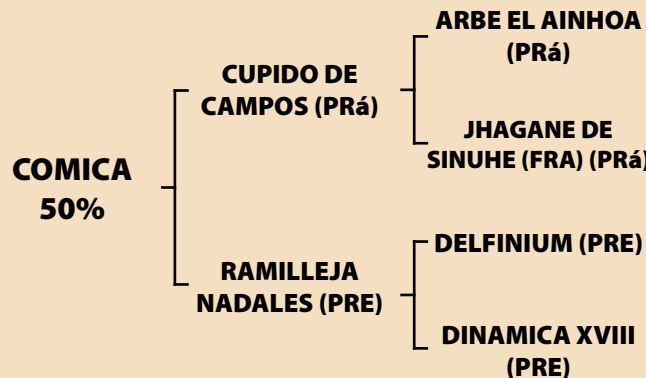 COMICA
50%
CUPIDO DE
CAMPOS (PRá)
RAMILLEJA
NADALES (PRE)
ARBE EL AINHOA
(PRá)
JHAGANE DE
SINUHE (FRA) (PRá)
DELFINIUM (PRE)
DINAMICA XVIII
(PRE)